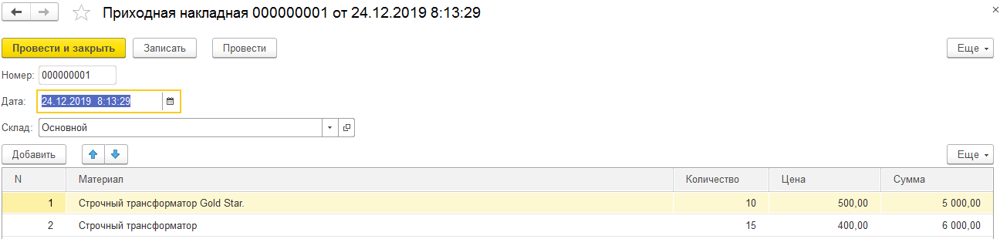 Приходная накладная 000000001 от 24.12.2019 8:13:29
Провести и закрыть Записать Провести Еще
Номер: 000000001
Дата: 24.12.2019 8:13:29
Склад: Основной
Добавить Еще
N Материал Количество Цена Сумма
1 Строчный трансформатор Gold Star. 10 500,00 5 000,00
2 Строчный трансформатор 15 400,00 6 000,00